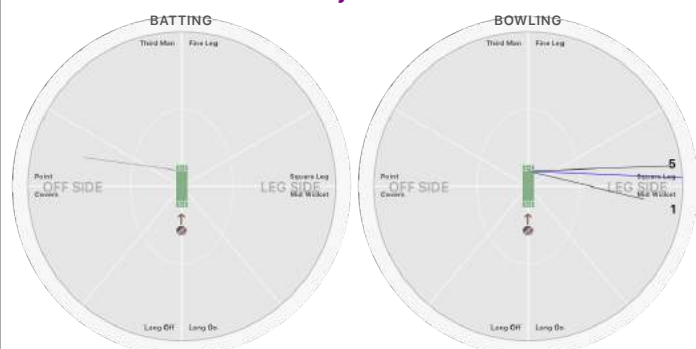 BATTING
Third Man
Fine Leg
Point
OFF SIDE
Covers
Square Leg
LEG SIDE
Mid Wicket
Long Off
Long On
BOWLING
Third Man
Fine Leg
Point
OFF SIDE
Covers
5
Square Leg
LEG SIDE
Mid Wicket
1
Long Off
Long On